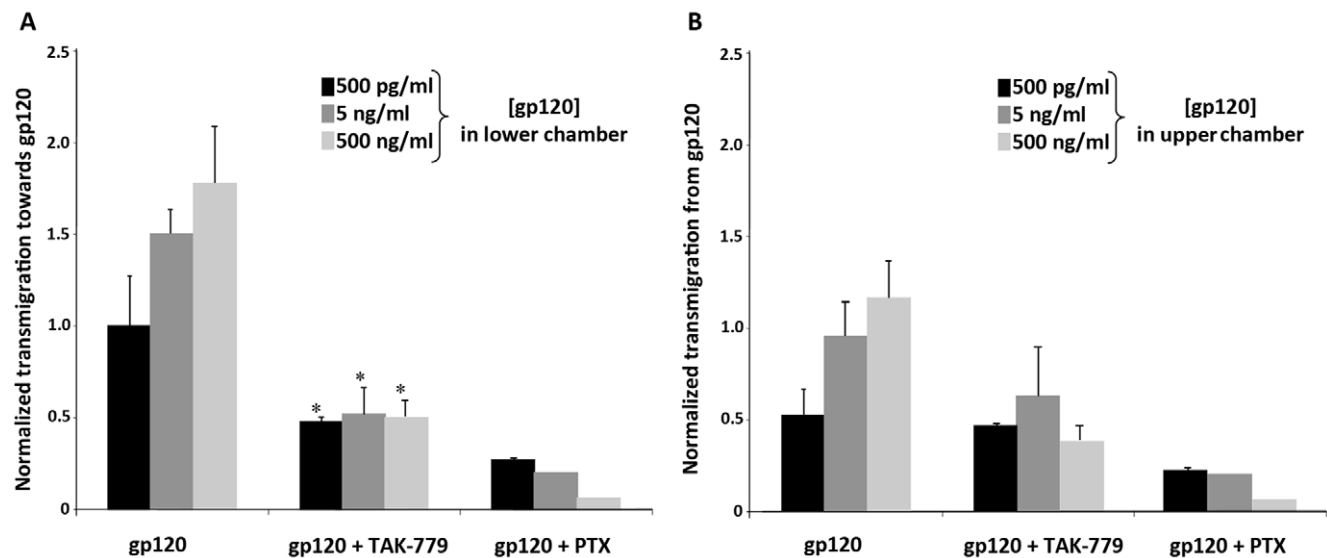 A
Normalized transmigration towards gp120
2.5
2.0
1.5
1.0
0.5
0
500 pg/ml
5 ng/ml
500 ng/ml
[gp120]
in lower chamber
*
*
*
gp120
gp120 + TAK-779
gp120 + PTX
B
Normalized transmigration from gp120
2.5
2.0
1.5
1.0
0.5
0
500 pg/ml
5 ng/ml
500 ng/ml
[gp120]
in upper chamber
gp120
gp120 + TAK-779
gp120 + PTX